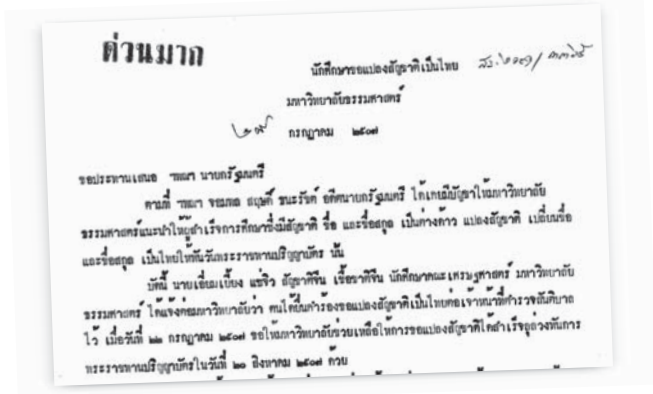 ด่วนมาก
นักศึกษาขอแปลงสัญชาติเป็นไทย
มหาวิทยาลัยธรรมศาสตร์
๒๙ กรกฎาคม ๒๕๐๗
ขอประทานเสนอ ฯพณฯ นายกรัฐมนตรี
ตามที่ ฯพณฯ จอมพล สฤษดิ์ ธนะรัชต์ อดีตนายกรัฐมนตรี ได้เคยมีบัญชาให้มหาวิทยาลัย
ธรรมศาสตร์แนะนำให้ผู้สำเร็จการศึกษาซึ่งมีสัญชาติ ชื่อ และชื่อสกุล เป็นต่างด้าว แปลงสัญชาติ เปลี่ยนชื่อ
และชื่อสกุล เป็นไทยให้ทันวันพระราชทานปริญญาบัตร นั้น
บัดนี้ นายเอี่ยมเบี้ยง แซ่จิว สัญชาติจีน เชื้อชาติจีน นักศึกษาคณะเศรษฐศาสตร์ มหาวิทยาลัย
ธรรมศาสตร์ ได้แจ้งต่อมหาวิทยาลัยว่า ตนได้ยื่นคำร้องขอแปลงสัญชาติเป็นไทยต่อเจ้าหน้าที่ตำรวจสันติบาล
ไว้ เมื่อวันที่ ๒๒ กรกฎาคม ๒๕๐๗ ขอให้มหาวิทยาลัยช่วยเหลือให้การขอแปลงสัญชาติได้สำเร็จลุล่วงทันการ
พระราชทานปริญญาบัตรในวันที่ ๒๐ สิงหาคม ๒๕๐๗ ด้วย